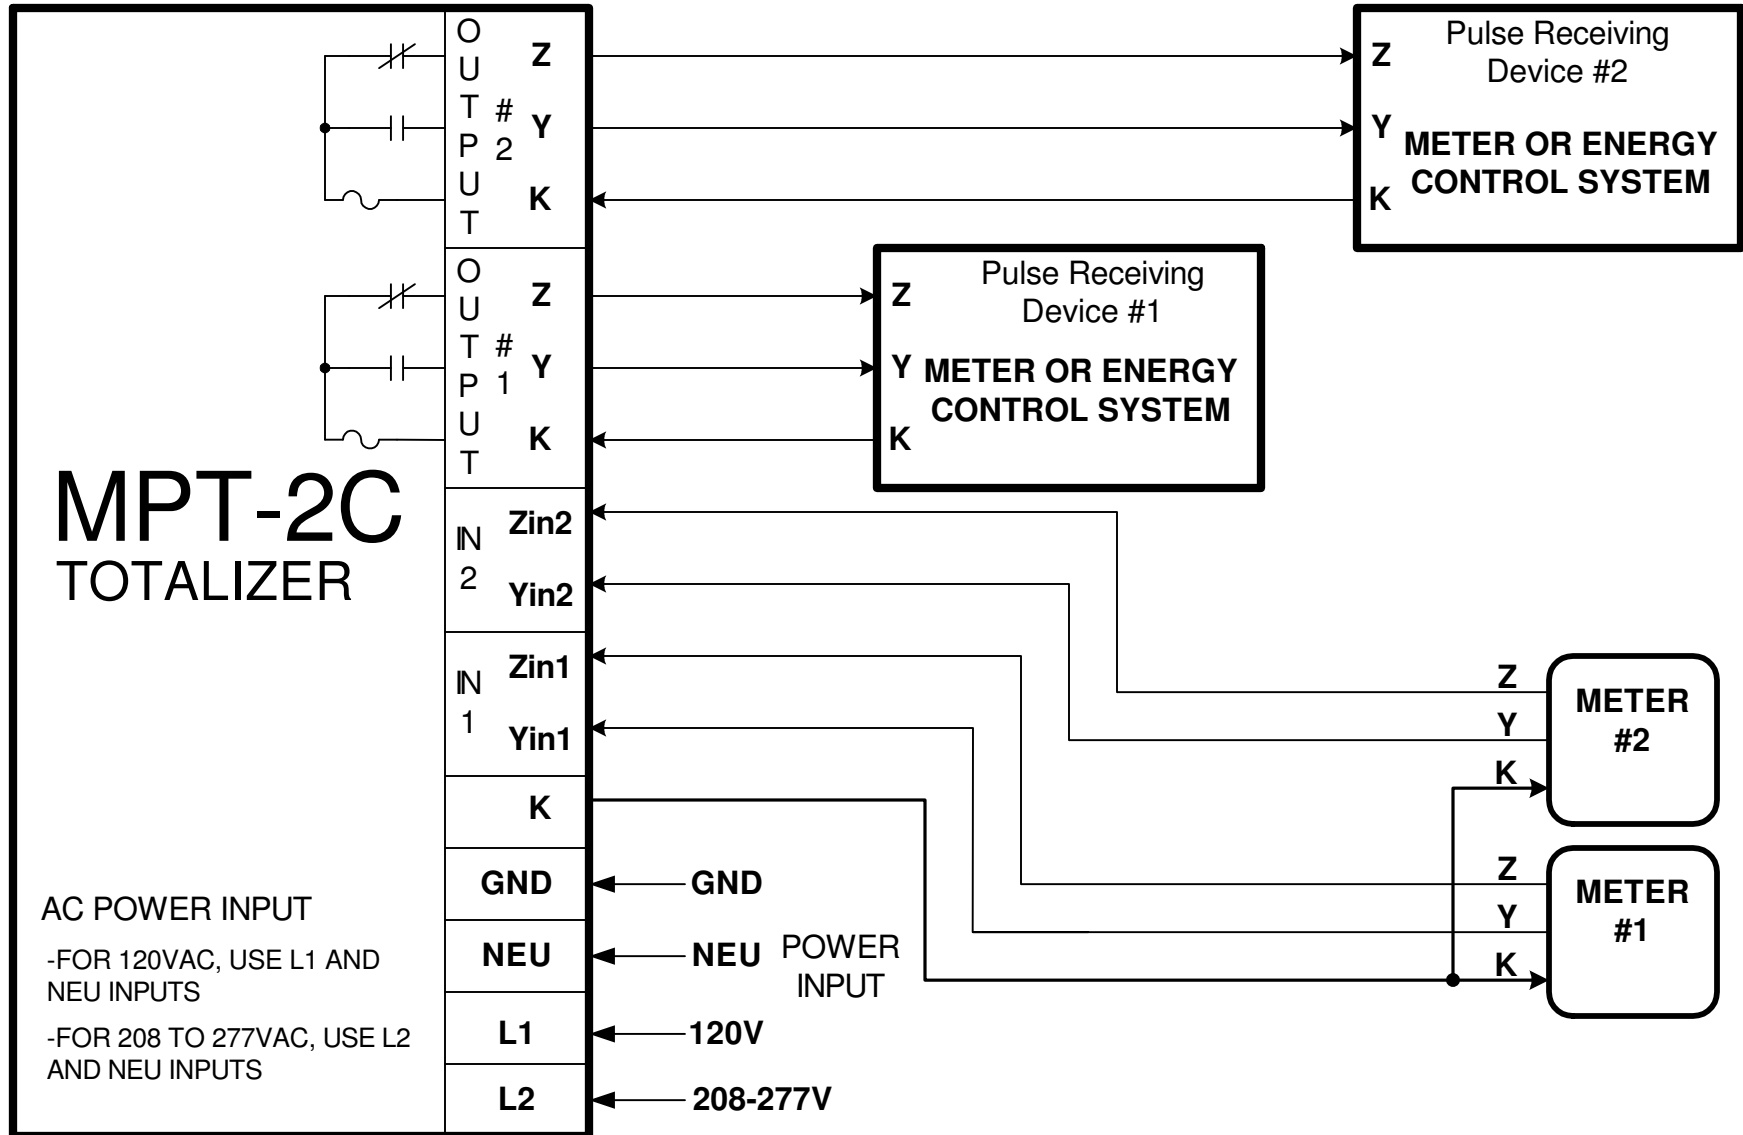 OUTPUT
#2
Z
Y
K
Z
Y
K
Pulse Receiving
Device #2
METER OR ENERGY
CONTROL SYSTEM
OUTPUT
#1
Z
Y
K
Z
Y
K
Pulse Receiving
Device #1
METER OR ENERGY
CONTROL SYSTEM
MPT-2C
TOTALIZER
IN
2
Zin2
Yin2
IN
1
Zin1
Yin1
K
Z
Y
K
METER
#2
Z
Y
K
METER
#1
GND
GND
NEU
NEU
POWER
INPUT
L1
120V
L2
208-277V
AC POWER INPUT
-FOR 120VAC, USE L1 AND
NEU INPUTS
-FOR 208 TO 277VAC, USE L2
AND NEU INPUTS